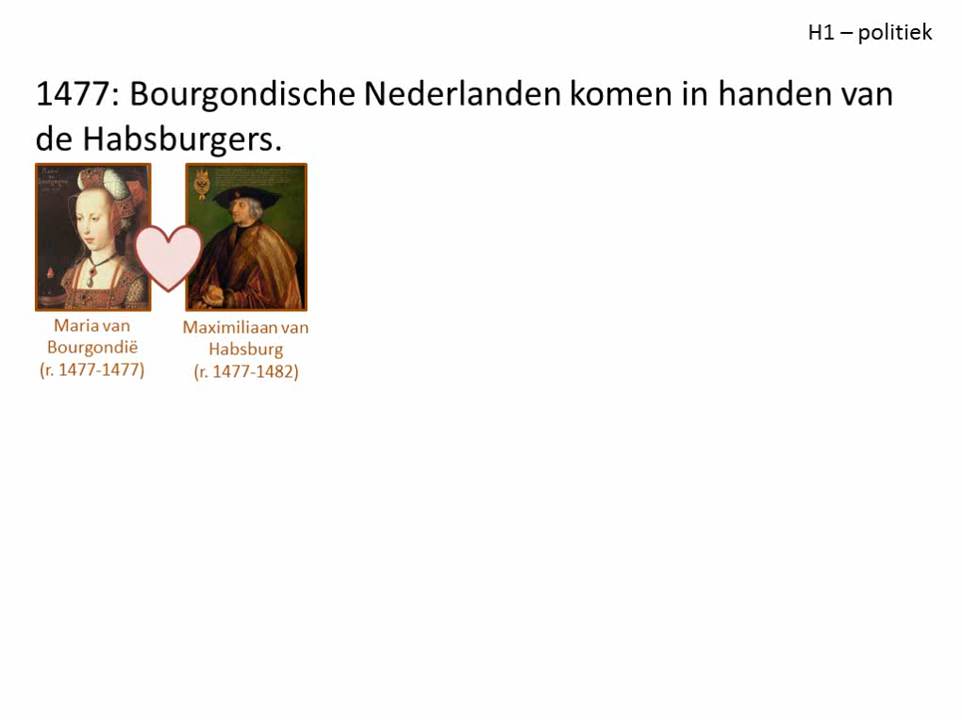 H1 – politiek
1477: Bourgondische Nederlanden komen in handen van
de Habsburgers.
Maria van
Bourgondië
(r. 1477-1477)
Maximiliaan van
Habsburg
(r. 1477-1482)